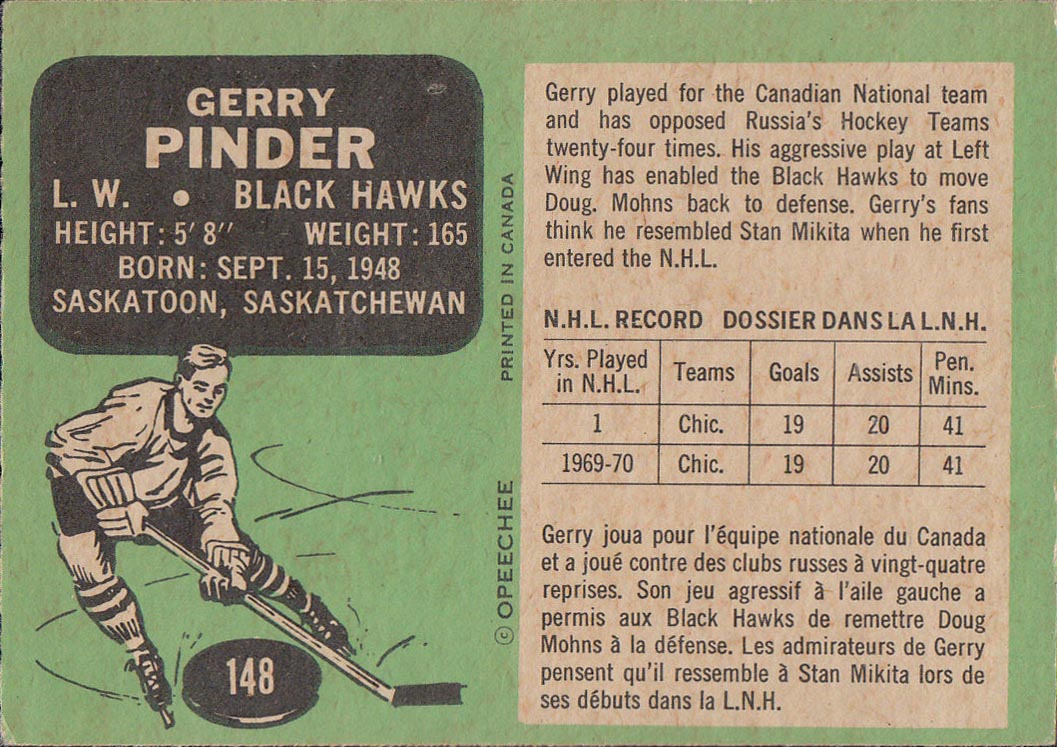 GERRY
PINDER
L. W. • BLACK HAWKS
HEIGHT: 5' 8" WEIGHT: 165
BORN: SEPT. 15, 1948
SASKATOON, SASKATCHEWAN
148
© OPEECHEE PRINTED IN CANADA
Gerry played for the Canadian National team
and has opposed Russia's Hockey Teams
twenty-four times. His aggressive play at Left
Wing has enabled the Black Hawks to move
Doug. Mohns back to defense. Gerry's fans
think he resembled Stan Mikita when he first
entered the N.H.L.
N.H.L. RECORD DOSSIER DANS LA L.N.H.
Yrs. Played in N.H.L. Teams Goals Assists Pen. Mins.
1 Chic. 19 20 41
1969-70 Chic. 19 20 41
Gerry joua pour l'équipe nationale du Canada
et a joué contre des clubs russes à vingt-quatre
reprises. Son jeu agressif à l'aile gauche a
permis aux Black Hawks de remettre Doug
Mohns à la défense. Les admirateurs de Gerry
pensent qu'il ressemble à Stan Mikita lors de
ses débuts dans la L.N.H.